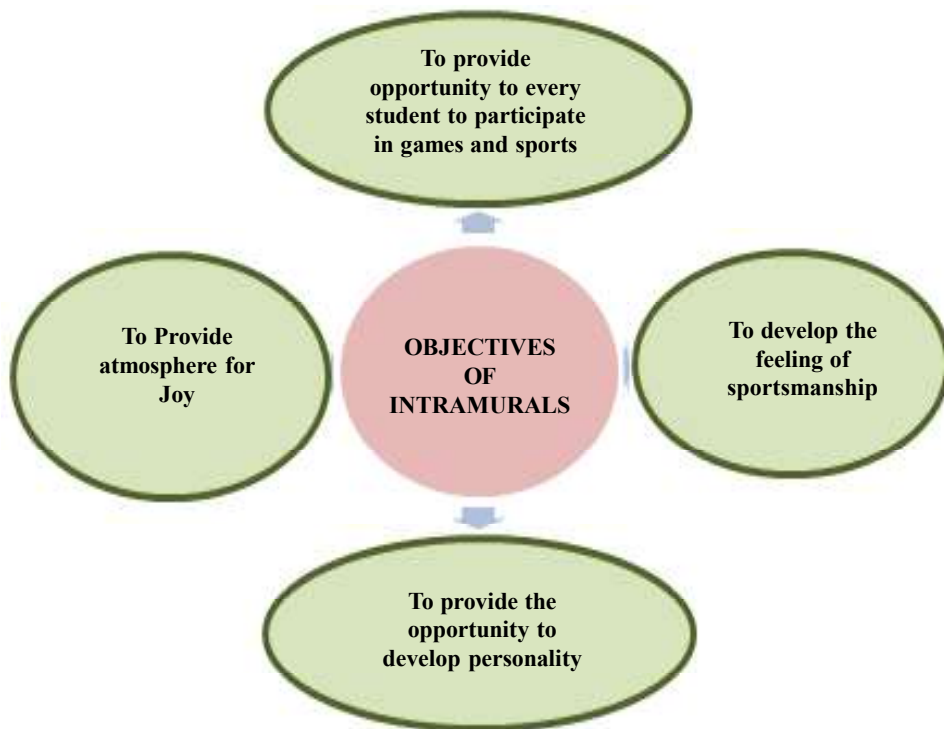 To provide
opportunity to every
student to participate
in games and sports
To Provide
atmosphere for
Joy
OBJECTIVES
OF
INTRAMURALS
To develop the
feeling of
sportsmanship
To provide the
opportunity to
develop personality